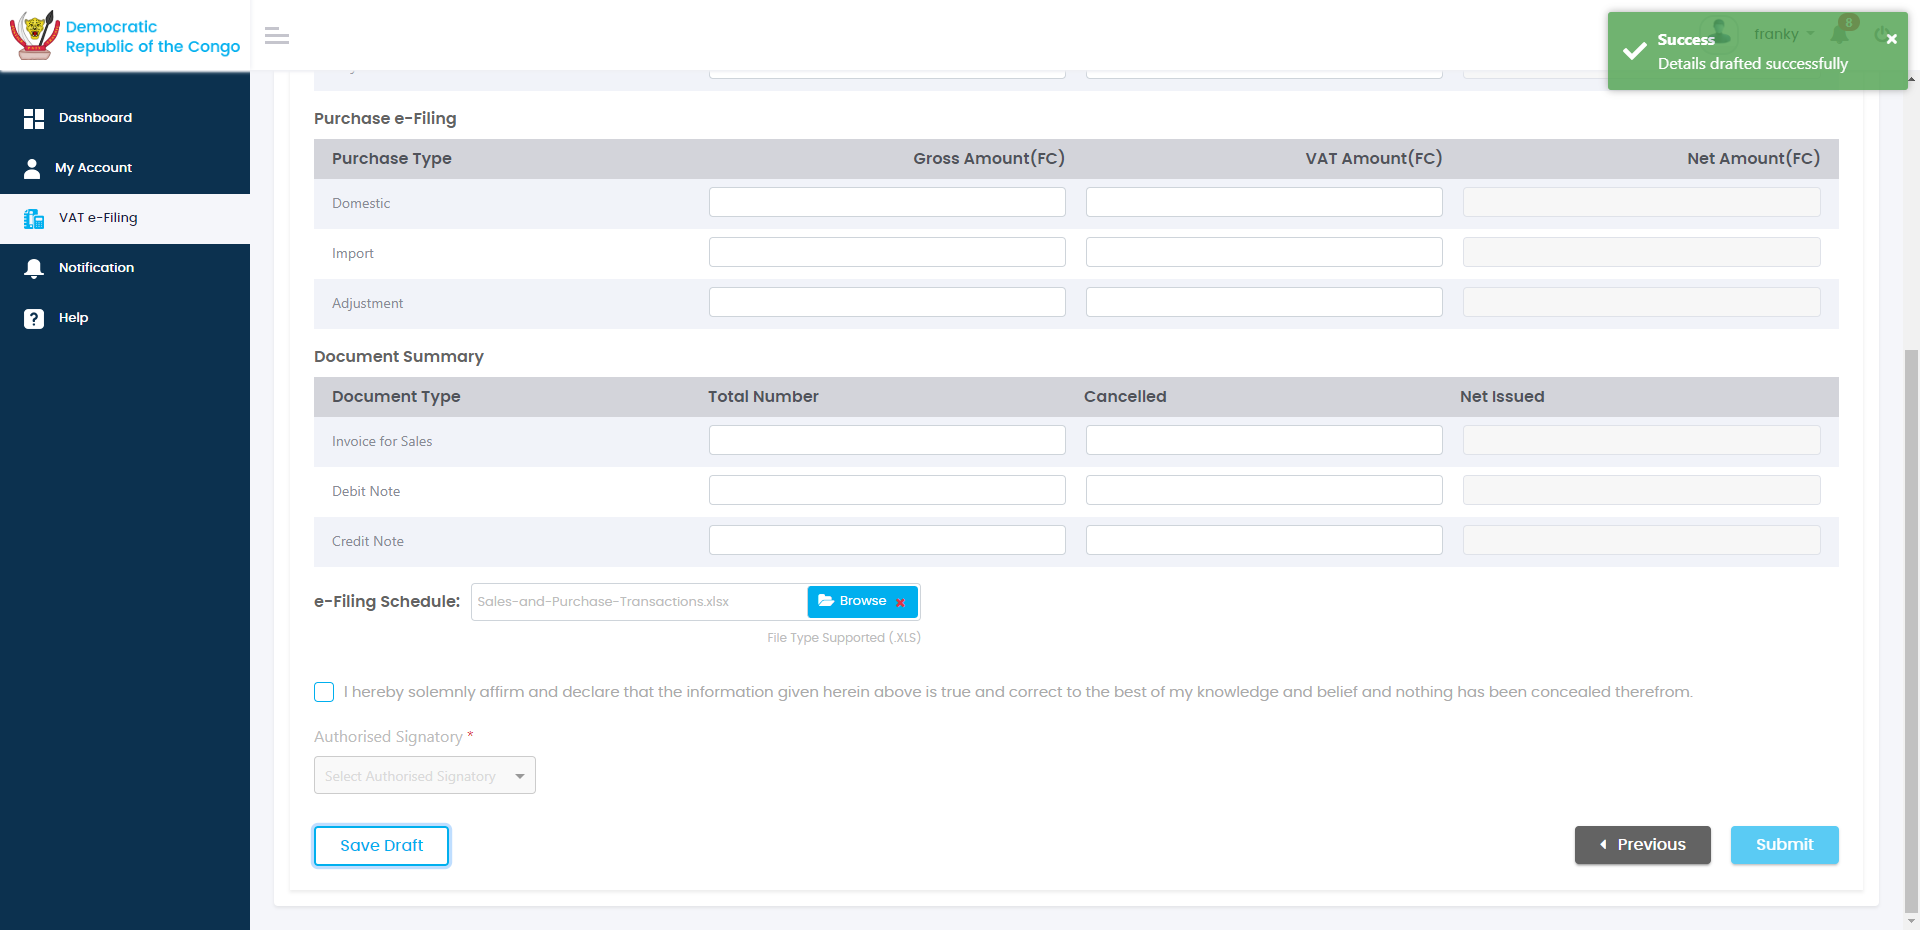 Democratic
Republic of the Congo
franky
8
Success
Details drafted successfully
Dashboard
My Account
VAT e-Filing
Notification
Help
Purchase e-Filing
Purchase Type Gross Amount(FC) VAT Amount(FC) Net Amount(FC)
Domestic
Import
Adjustment
Document Summary
Document Type Total Number Cancelled Net Issued
Invoice for Sales
Debit Note
Credit Note
e-Filing Schedule: Sales-and-Purchase-Transactions.xlsx Browse
File Type Supported (.XLS)
I hereby solemnly affirm and declare that the information given herein above is true and correct to the best of my knowledge and belief and nothing has been concealed therefrom.
Authorised Signatory *
Select Authorised Signatory
Save Draft Previous Submit